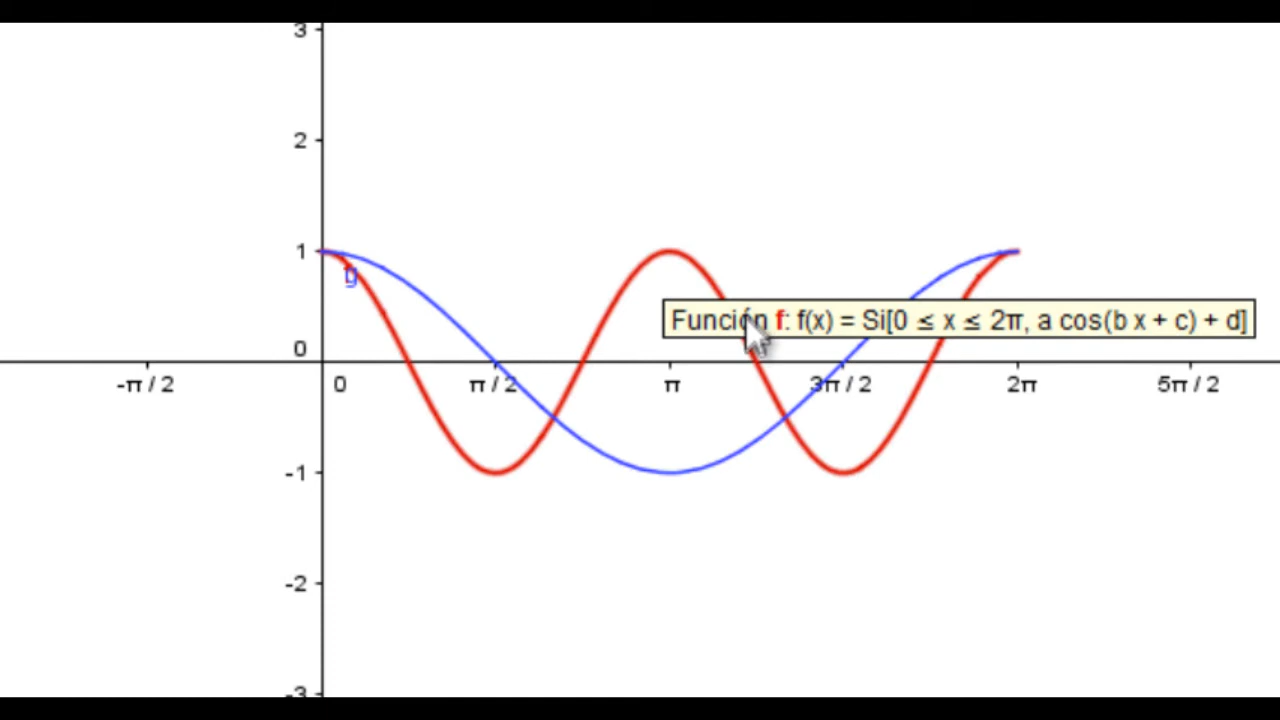 3
2
1
g
Función f: f(x) = Si[0 ≤ x ≤ 2π, a cos(b x + c) + d]
0
-π / 2 0 π / 2 π 3π / 2 2π 5π / 2
-1
-2
-3